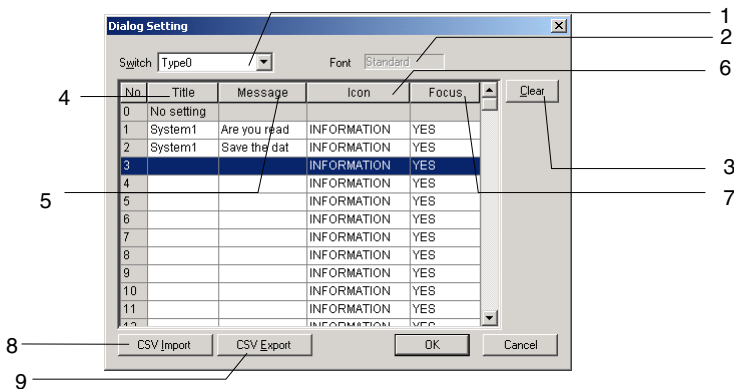 Dialog Setting
1
2
Switch Type0 Font Standard
6
4
No Title Message Icon Focus Clear
0 No setting
1 System1 Are you read INFORMATION YES
2 System1 Save the dat INFORMATION YES
3 INFORMATION YES
3
4 INFORMATION YES
5 INFORMATION YES
5
7
6 INFORMATION YES
7 INFORMATION YES
8 INFORMATION YES
9 INFORMATION YES
10 INFORMATION YES
11 INFORMATION YES
8
CSV Import CSV Export OK Cancel
9